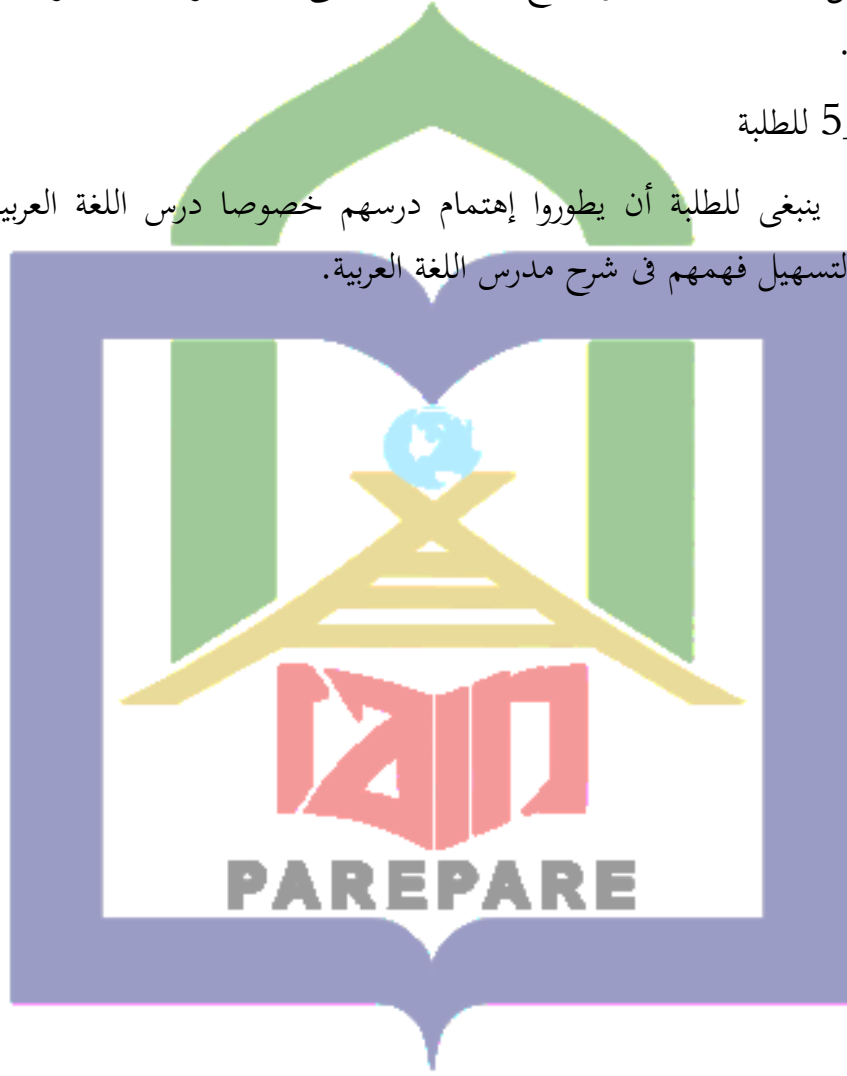 5 للطلبة
ينبغى للطلبة أن يطوروا إهتمام درسهم خصوصا درس اللغة
لتسهيل فهمهم فى شرح مدرس اللغة العربية.
PAREPARE